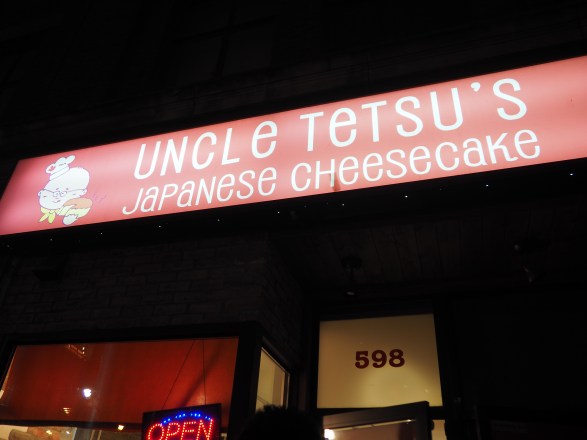 UNCLE TETSU'S
JAPANESE CHEESECAKE
598
OPEN